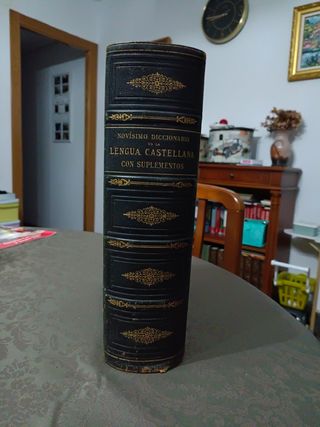 NOVÍSIMO DICCIONARIO
DE LA
LENGUA CASTELLANA
CON SUPLEMENTOS